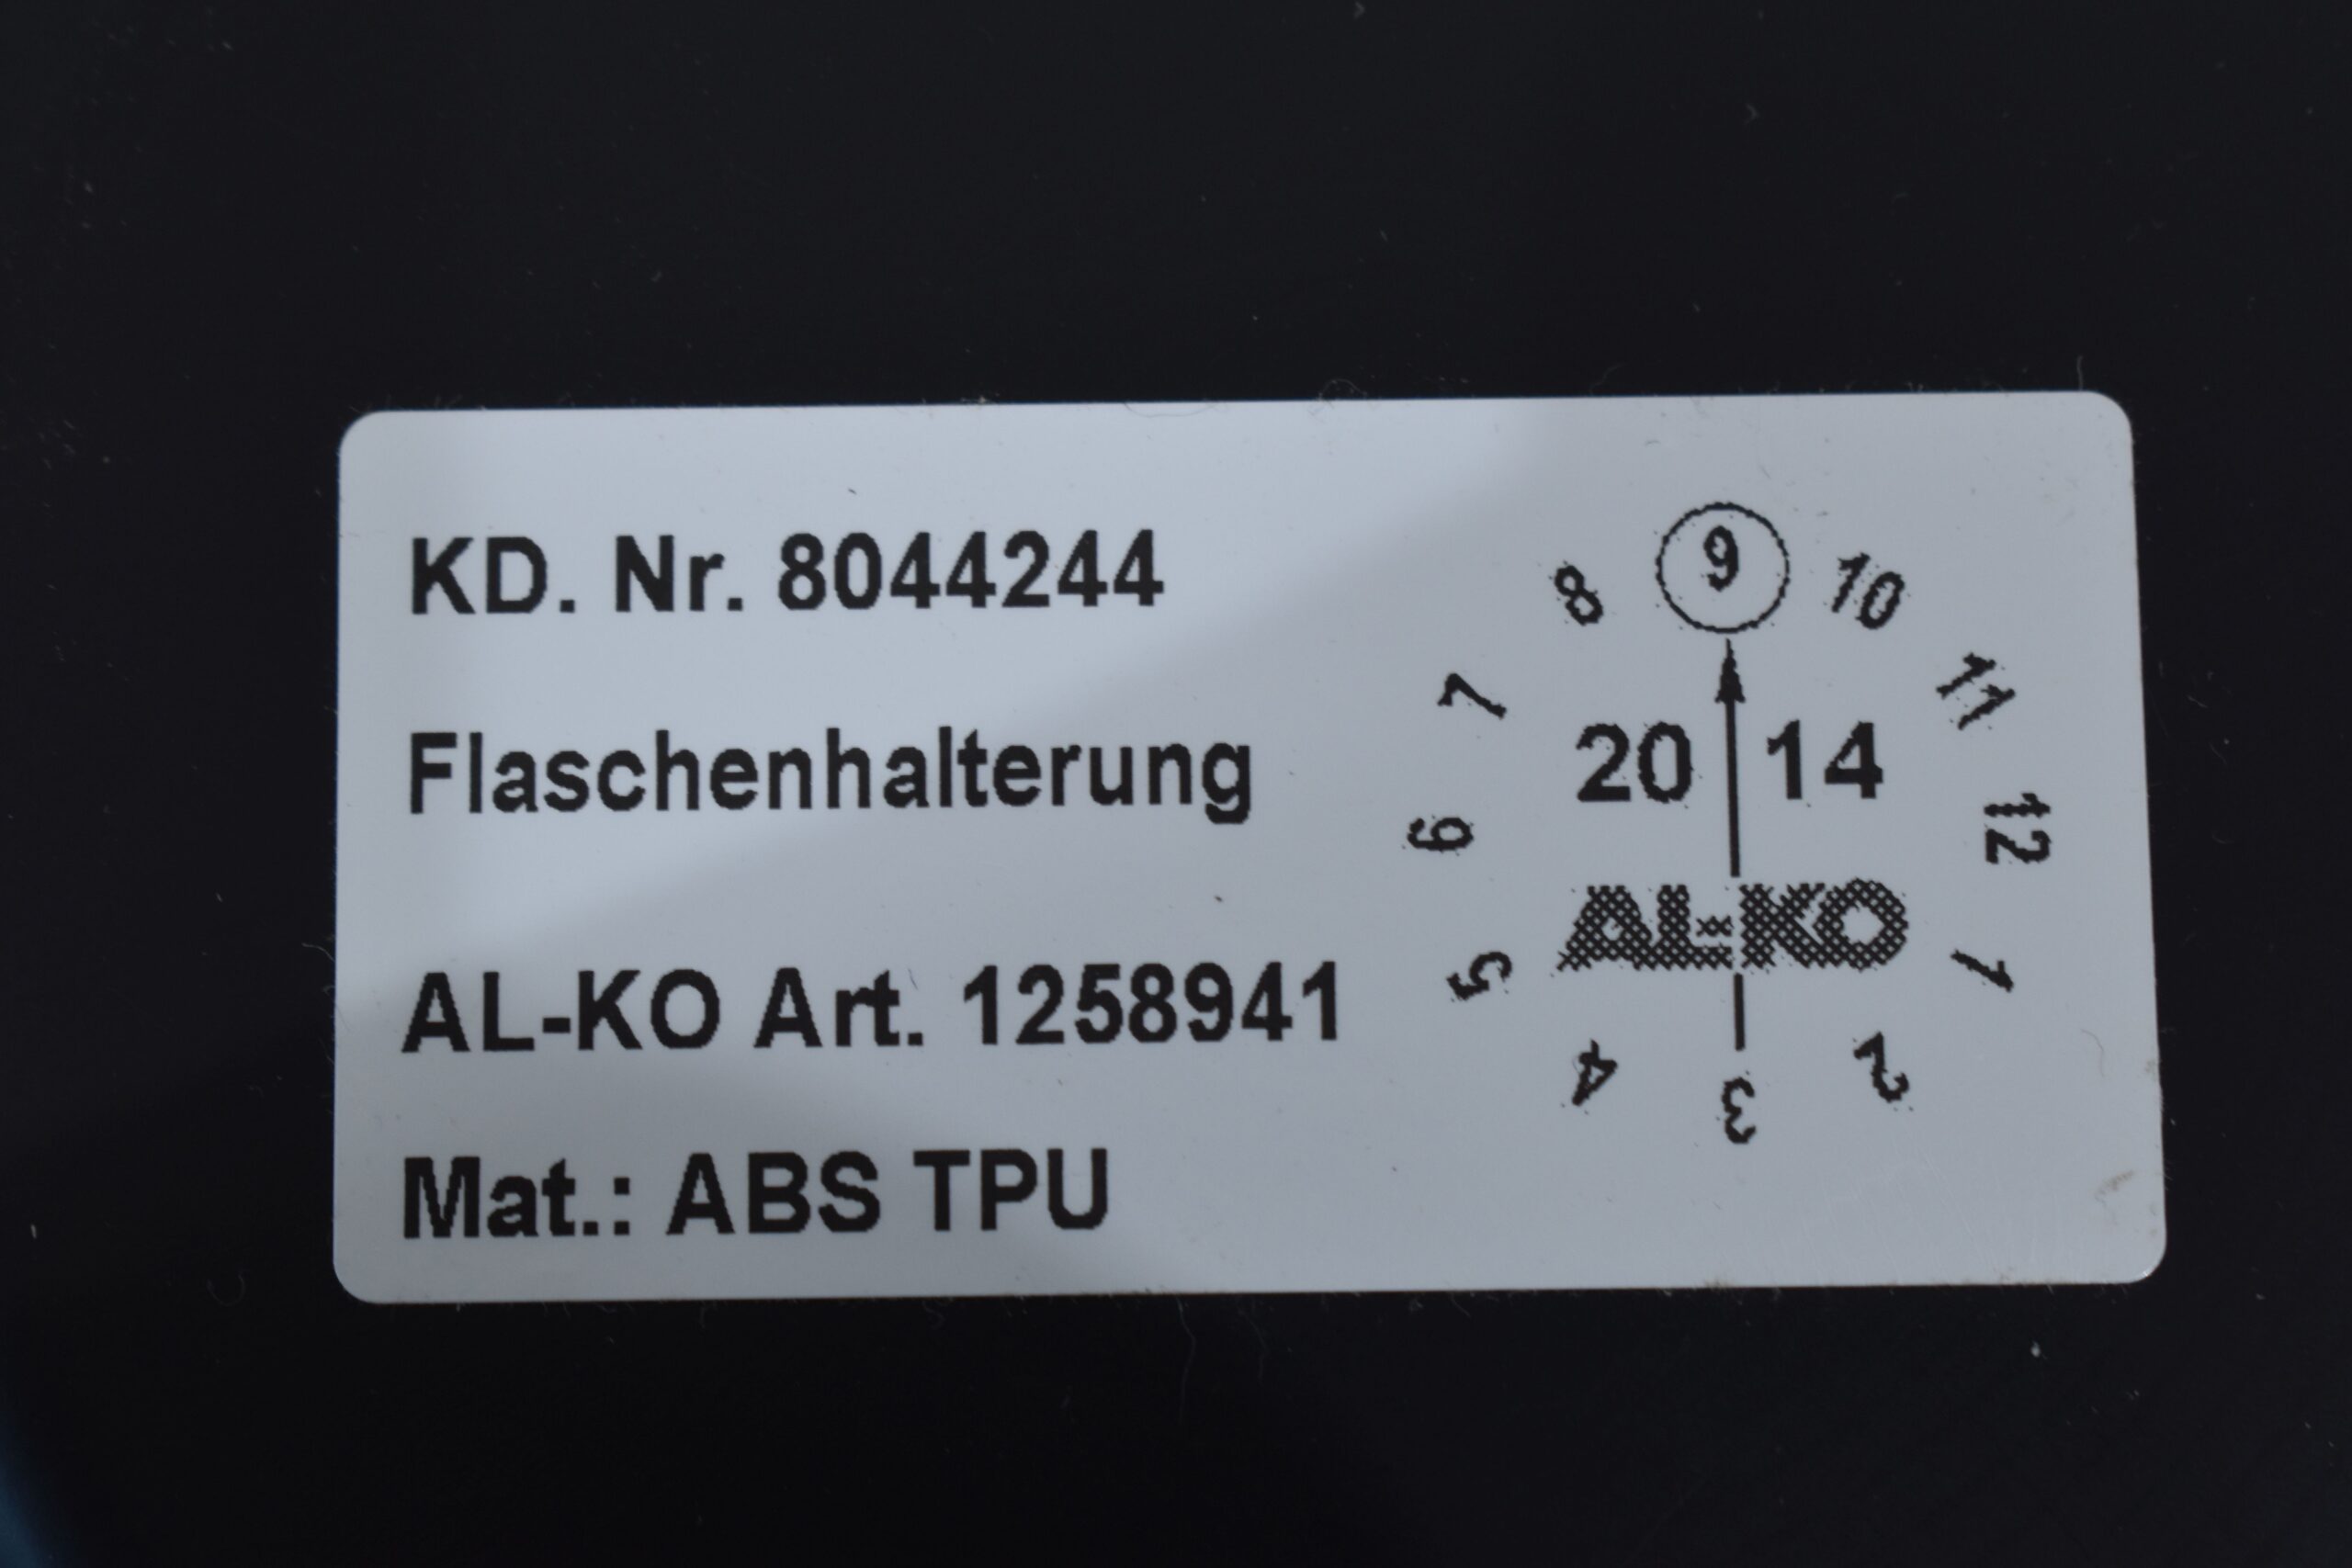 KD. Nr. 8044244
Flaschenhalterung
AL-KO Art. 1258941
Mat.: ABS TPU
9
8 10
7 11
20 14
6 12
AL-KO
5 1
4 2
3